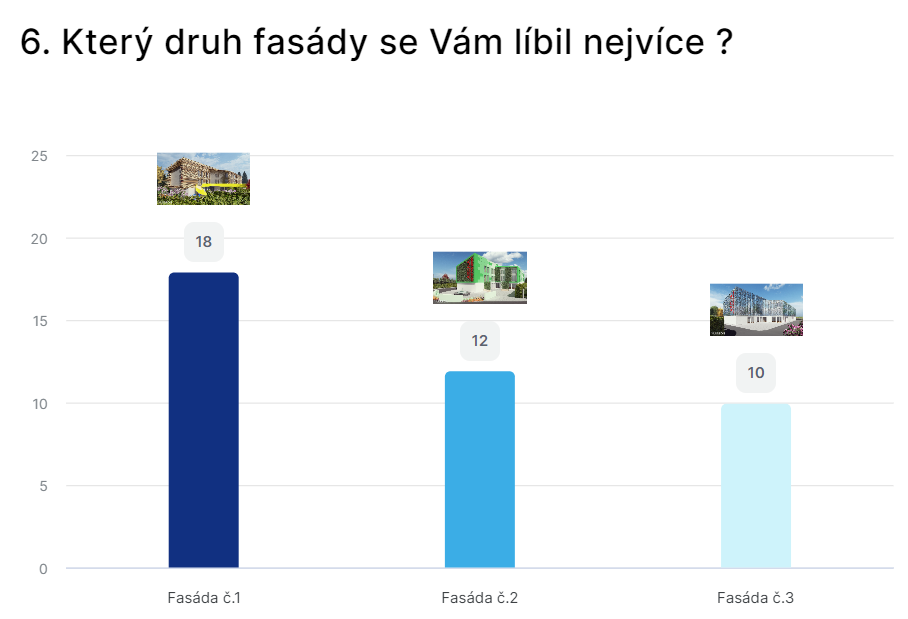 6. Který druh fasády se Vám líbil nejvíce ?
25
20
15
10
5
0
18
12
10
Fasáda č.1
Fasáda č.2
Fasáda č.3